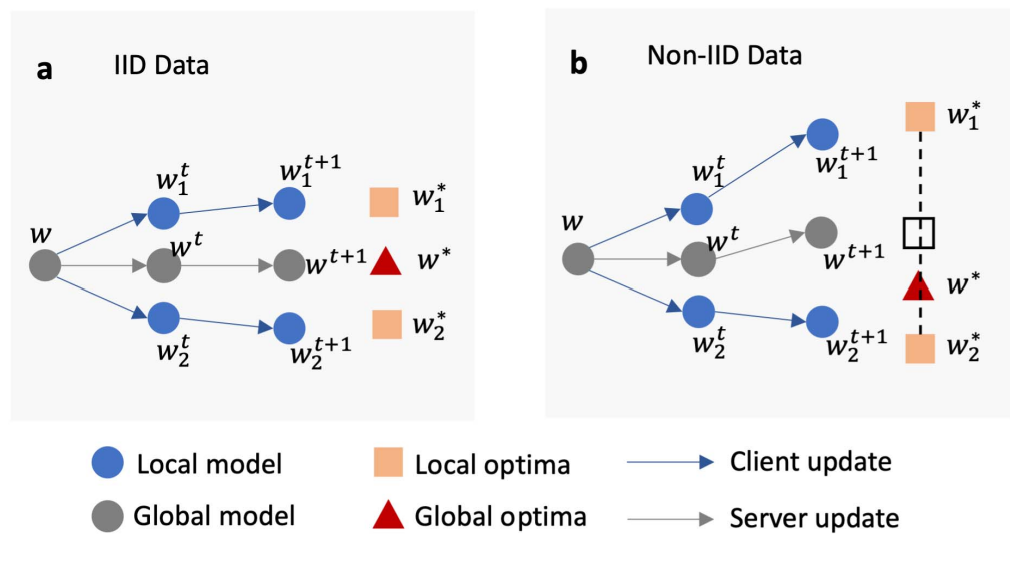 a IID Data
w
w_1^t
w_1^{t+1}
w^t
w^{t+1}
w_2^t
w_2^{t+1}
w_1^*
w^*
w_2^*
b Non-IID Data
w
w_1^t
w_1^{t+1}
w^t
w^{t+1}
w_2^t
w_2^{t+1}
w_1^*
w^*
w_2^*
Local model
Local optima
Client update
Global model
Global optima
Server update